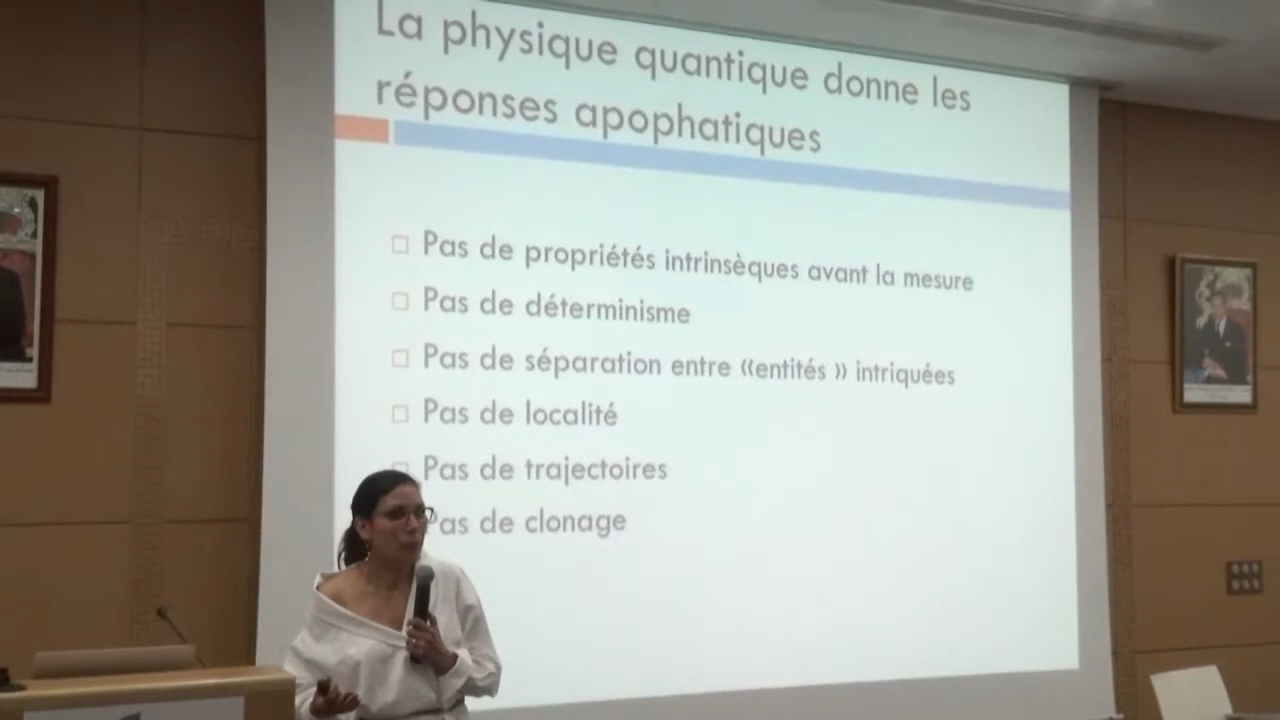 La physique quantique donne les
réponses apophatiques
Pas de propriétés intrinsèques avant la mesure
Pas de déterminisme
Pas de séparation entre «entités » intriquées
Pas de localité
Pas de trajectoires
Pas de clonage